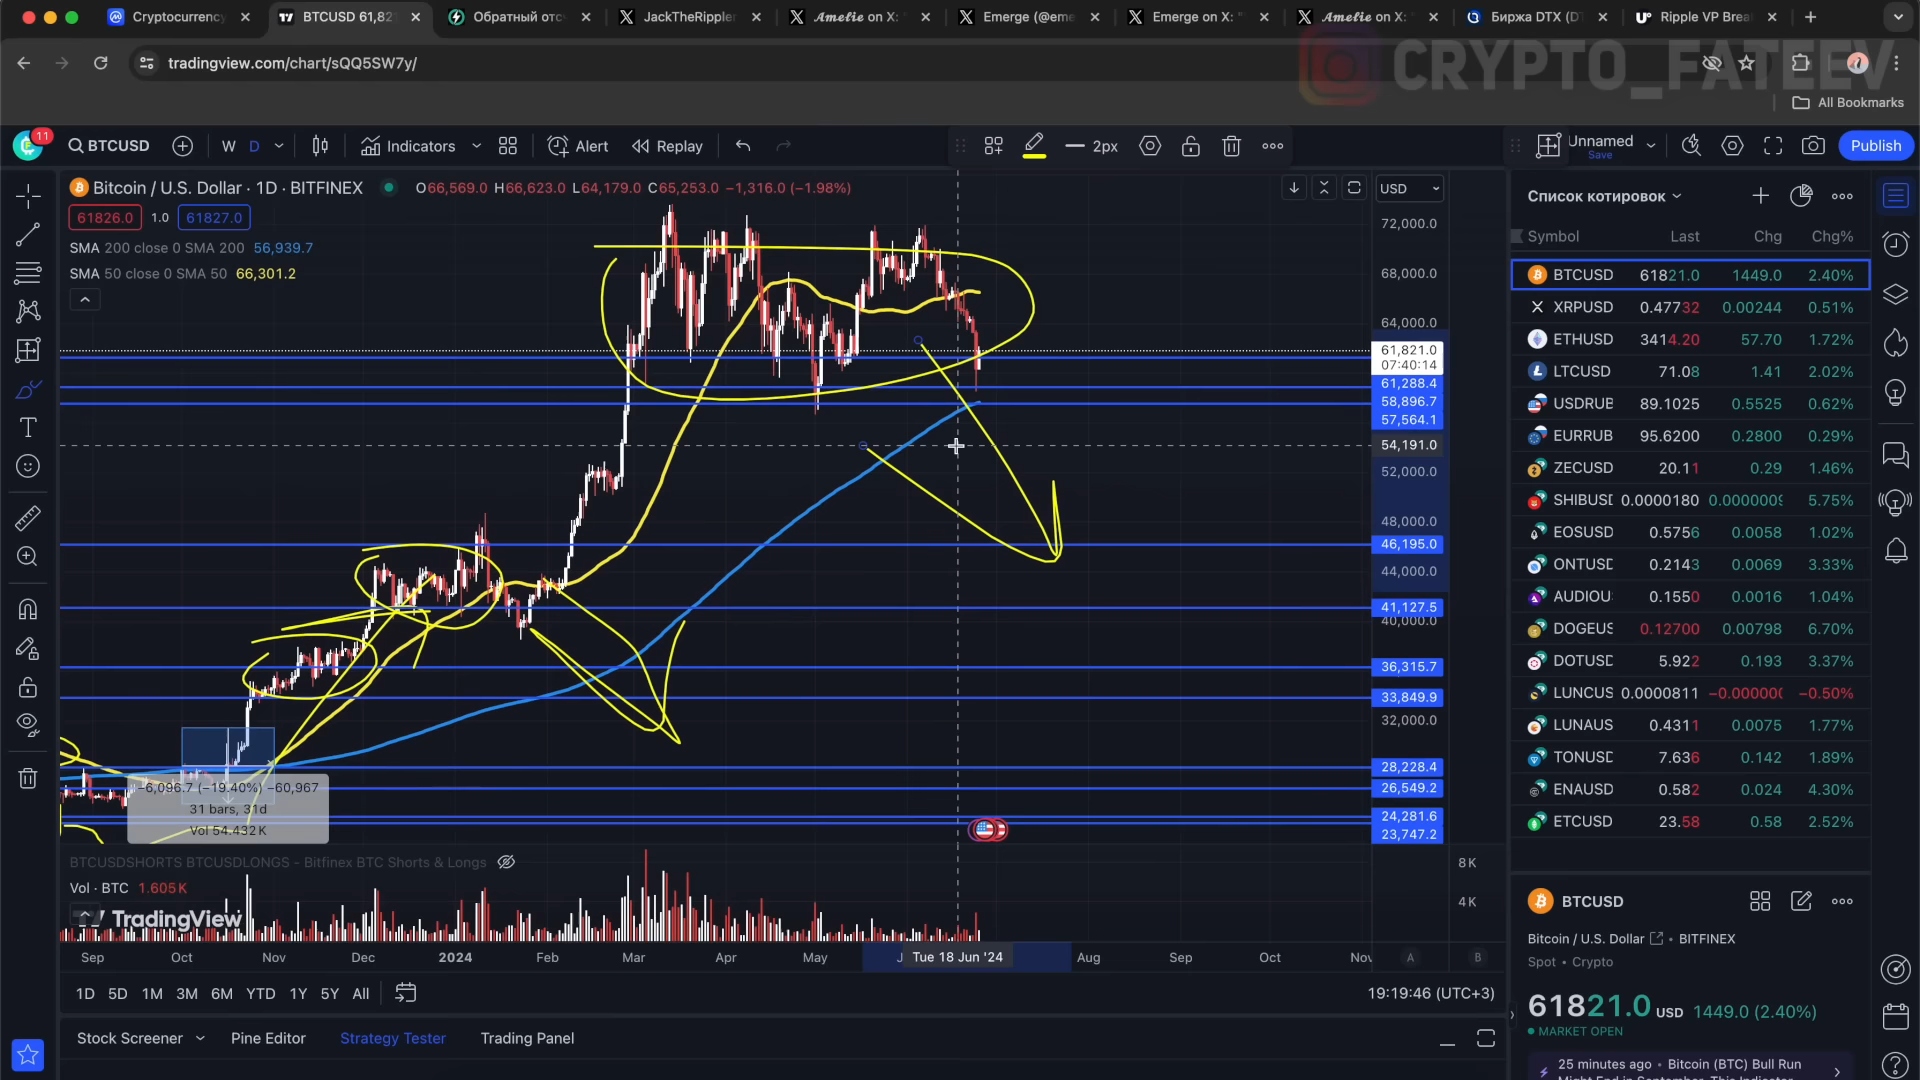 Cryptocurrency
BTCUSD 61,82
Обратный отс
JackTheRippler
Amelie on X:
Emerge (@eme
Emerge on X: "
Amelie on X:
Биржа DTX (D
Ripple VP Brea
tradingview.com/chart/sQQ5SW7y/
CRYPTO_FATEEV
All Bookmarks
11
BTCUSD
W D
Indicators
Alert
Replay
2px
Unnamed
Save
Publish
Bitcoin / U.S. Dollar · 1D · BITFINEX
O66,569.0 H66,623.0 L64,179.0 C65,253.0 −1,316.0 (−1.98%)
USD
61826.0 1.0 61827.0
SMA 200 close 0 SMA 200 56,939.7
SMA 50 close 0 SMA 50 66,301.2
72,000.0
68,000.0
64,000.0
61,821.0
07:40:14
61,288.4
58,896.7
57,564.1
54,191.0
52,000.0
48,000.0
46,195.0
44,000.0
41,127.5
40,000.0
36,315.7
33,849.9
32,000.0
28,228.4
26,549.2
24,281.6
23,747.2
−6,096.7 (−19.40%) −60,967
31 bars, 31d
Vol 54.432K
BTCUSDSHORTS BTCUSDLONGS - Bitfinex BTC Shorts & Longs
8K
Vol · BTC 1.605K
4K
TradingView
Sep Oct Nov Dec 2024 Feb Mar Apr May Tue 18 Jun '24 Aug Sep Oct Nov
A B
1D 5D 1M 3M 6M YTD 1Y 5Y All
19:19:46 (UTC+3)
Stock Screener Pine Editor Strategy Tester Trading Panel
Список котировок
Symbol Last Chg Chg%
BTCUSD 61821.0 1449.0 2.40%
XRPUSD 0.47732 0.00244 0.51%
ETHUSD 3414.20 57.70 1.72%
LTCUSD 71.08 1.41 2.02%
USDRUB 89.1025 0.5525 0.62%
EURRUB 95.6200 0.2800 0.29%
ZECUSD 20.11 0.29 1.46%
SHIBUSD 0.0000180 0.0000009 5.75%
EOSUSD 0.5756 0.0058 1.02%
ONTUSD 0.2143 0.0069 3.33%
AUDIOU 0.1550 0.0016 1.04%
DOGEUS 0.12700 0.00798 6.70%
DOTUSD 5.922 0.193 3.37%
LUNCUS 0.0000811 −0.000000 −0.50%
LUNAUS 0.4311 0.0075 1.77%
TONUSD 7.636 0.142 1.89%
ENAUSD 0.582 0.024 4.30%
ETCUSD 23.58 0.58 2.52%
BTCUSD
Bitcoin / U.S. Dollar • BITFINEX
Spot • Crypto
61821.0 USD 1449.0 (2.40%)
MARKET OPEN
25 minutes ago • Bitcoin (BTC) Bull Run
Might End in September, This Indicator